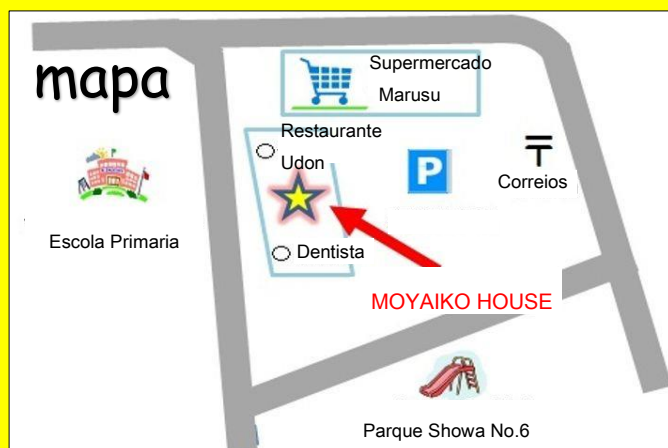 mapa
Supermercado
Marusu
Restaurante
Udon
P
〒
Correios
Escola Primaria
Dentista
MOYAIKO HOUSE
Parque Showa No.6